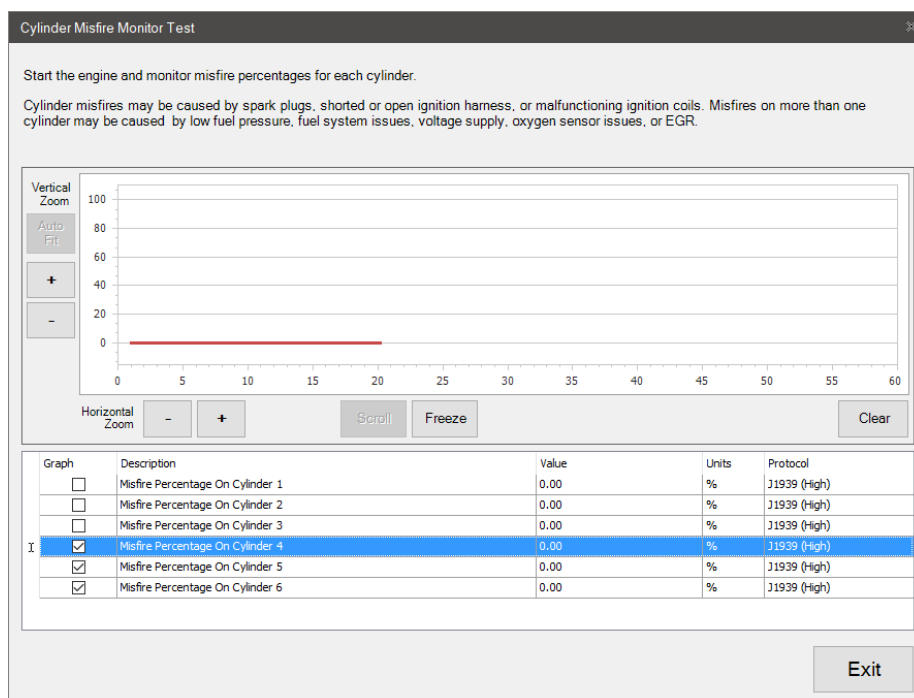 Cylinder Misfire Monitor Test
Start the engine and monitor misfire percentages for each cylinder.
Cylinder misfires may be caused by spark plugs, shorted or open ignition harness, or malfunctioning ignition coils. Misfires on more than one
cylinder may be caused by low fuel pressure, fuel system issues, voltage supply, oxygen sensor issues, or EGR.
Vertical
Zoom
Auto
Fit
+
-
100
80
60
40
20
0
0 5 10 15 20 25 30 35 40 45 50 55 60
Horizontal
Zoom
- + Scroll Freeze Clear
Graph Description Value Units Protocol
Misfire Percentage On Cylinder 1 0.00 % J1939 (High)
Misfire Percentage On Cylinder 2 0.00 % J1939 (High)
Misfire Percentage On Cylinder 3 0.00 % J1939 (High)
Misfire Percentage On Cylinder 4 0.00 % J1939 (High)
Misfire Percentage On Cylinder 5 0.00 % J1939 (High)
Misfire Percentage On Cylinder 6 0.00 % J1939 (High)
Exit